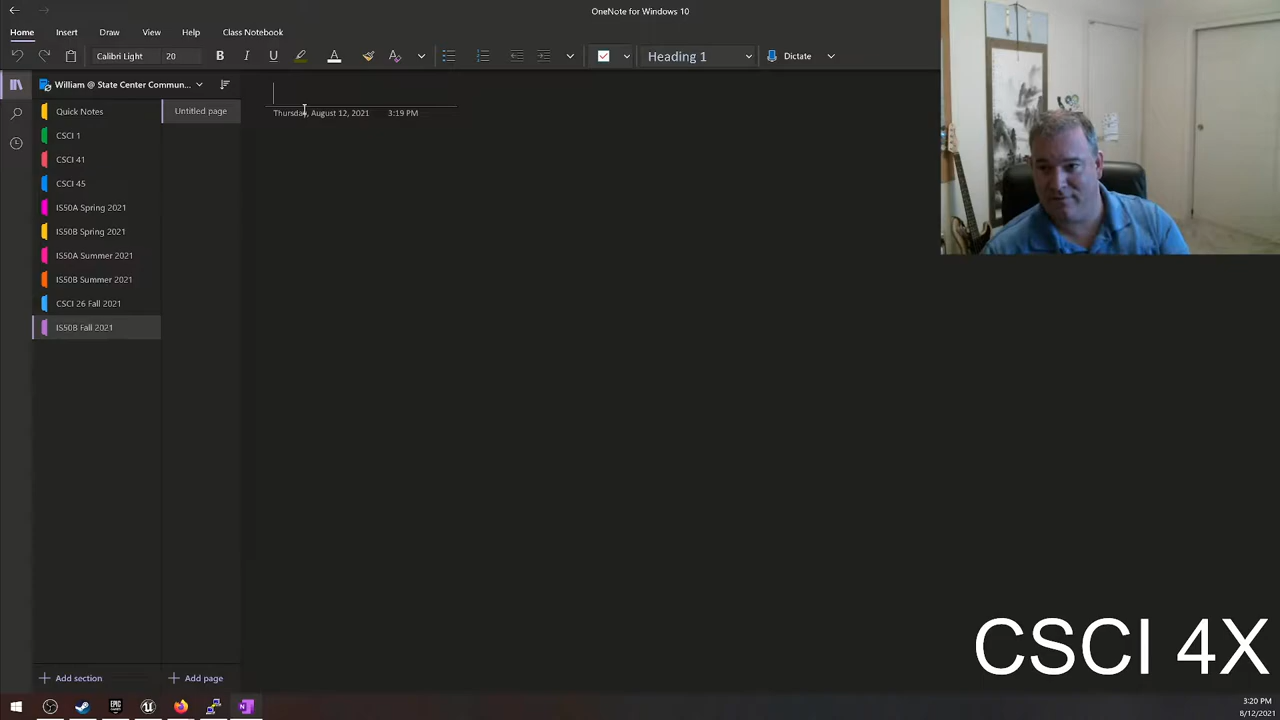 OneNote for Windows 10
Home Insert Draw View Help Class Notebook
Calibri Light 20 B I U A Heading 1 Dictate
William @ State Center Commun...
Quick Notes
CSCI 1
CSCI 41
CSCI 45
IS50A Spring 2021
IS50B Spring 2021
IS50A Summer 2021
IS50B Summer 2021
CSCI 26 Fall 2021
IS50B Fall 2021
Untitled page
Thursday, August 12, 2021 3:19 PM
CSCI 4X
Add section Add page
EPIC
3:20 PM
8/12/2021